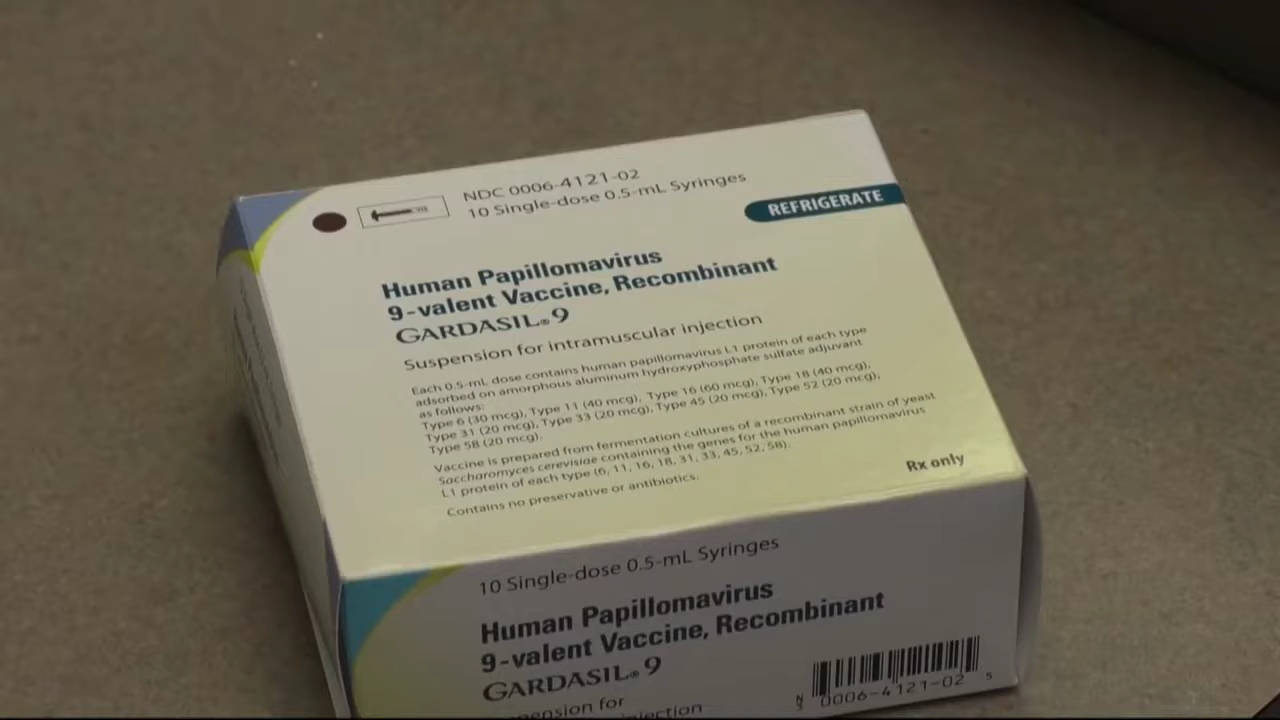 NDC 0006-4121-02
10 Single-dose 0.5-mL Syringes
REFRIGERATE
Human Papillomavirus
9-valent Vaccine, Recombinant
GARDASIL®9
Suspension for intramuscular injection
Each 0.5-mL dose contains human papillomavirus L1 protein of each type
adsorbed on amorphous aluminum hydroxyphosphate sulfate adjuvant
as follows:
Type 6 (30 mcg), Type 11 (40 mcg), Type 16 (60 mcg), Type 18 (40 mcg),
Type 31 (20 mcg), Type 33 (20 mcg), Type 45 (20 mcg), Type 52 (20 mcg),
Type 58 (20 mcg).
Vaccine is prepared from fermentation cultures of a recombinant strain of yeast
Saccharomyces cerevisiae containing the genes for the human papillomavirus
L1 protein of each type (6, 11, 16, 18, 31, 33, 45, 52, 58).
Contains no preservative or antibiotics.
Rx only
10 Single-dose 0.5-mL Syringes
Human Papillomavirus
9-valent Vaccine, Recombinant
GARDASIL®9
for
N3 0006-4121-02 5